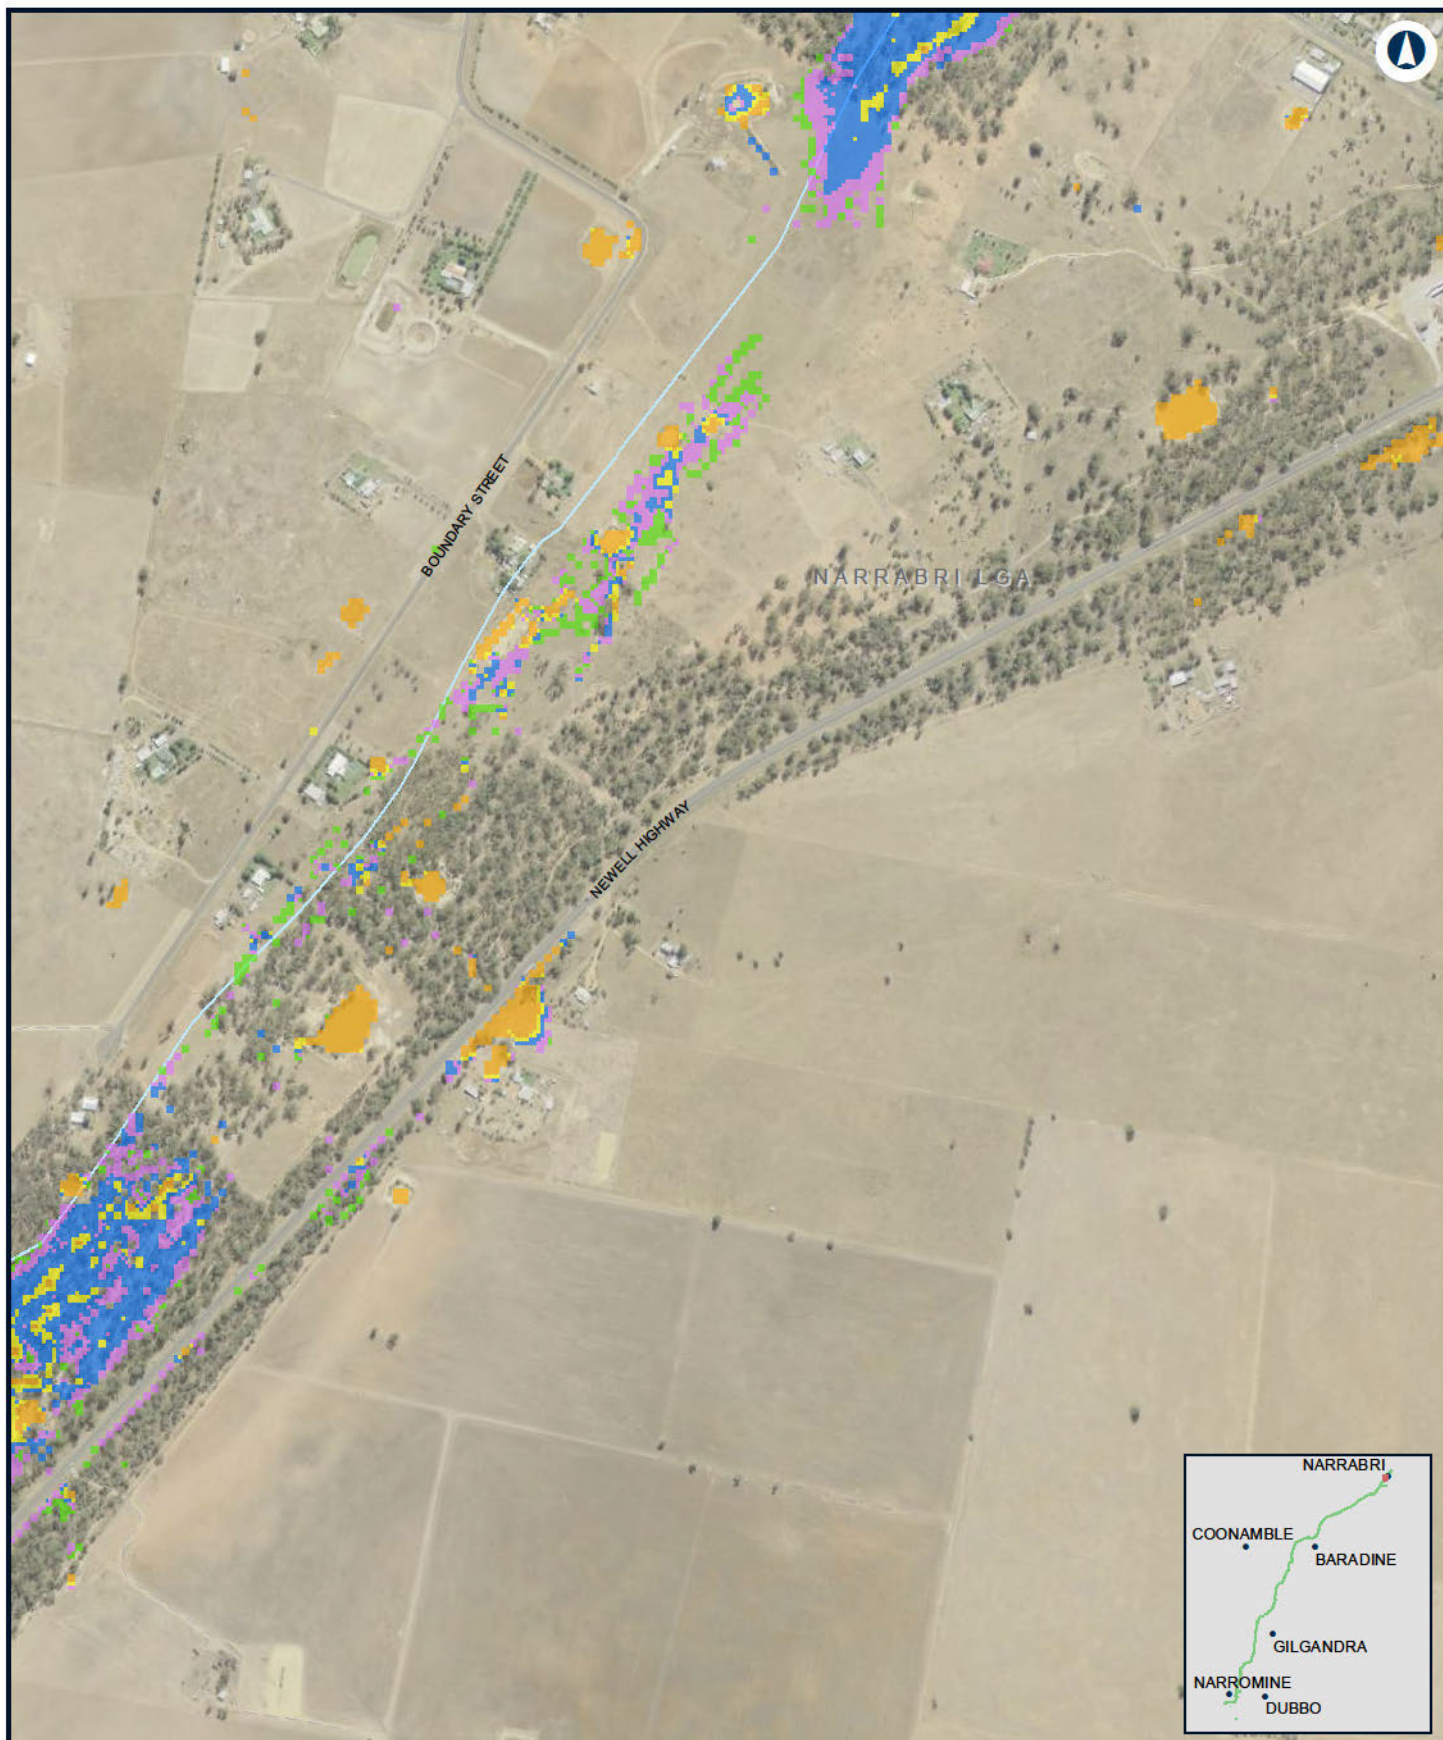 BOUNDARY STREET
NARRABRI LGA
NEWELL HIGHWAY
NARRABRI
COONAMBLE
BARADINE
GILGANDRA
NARROMINE
DUBBO